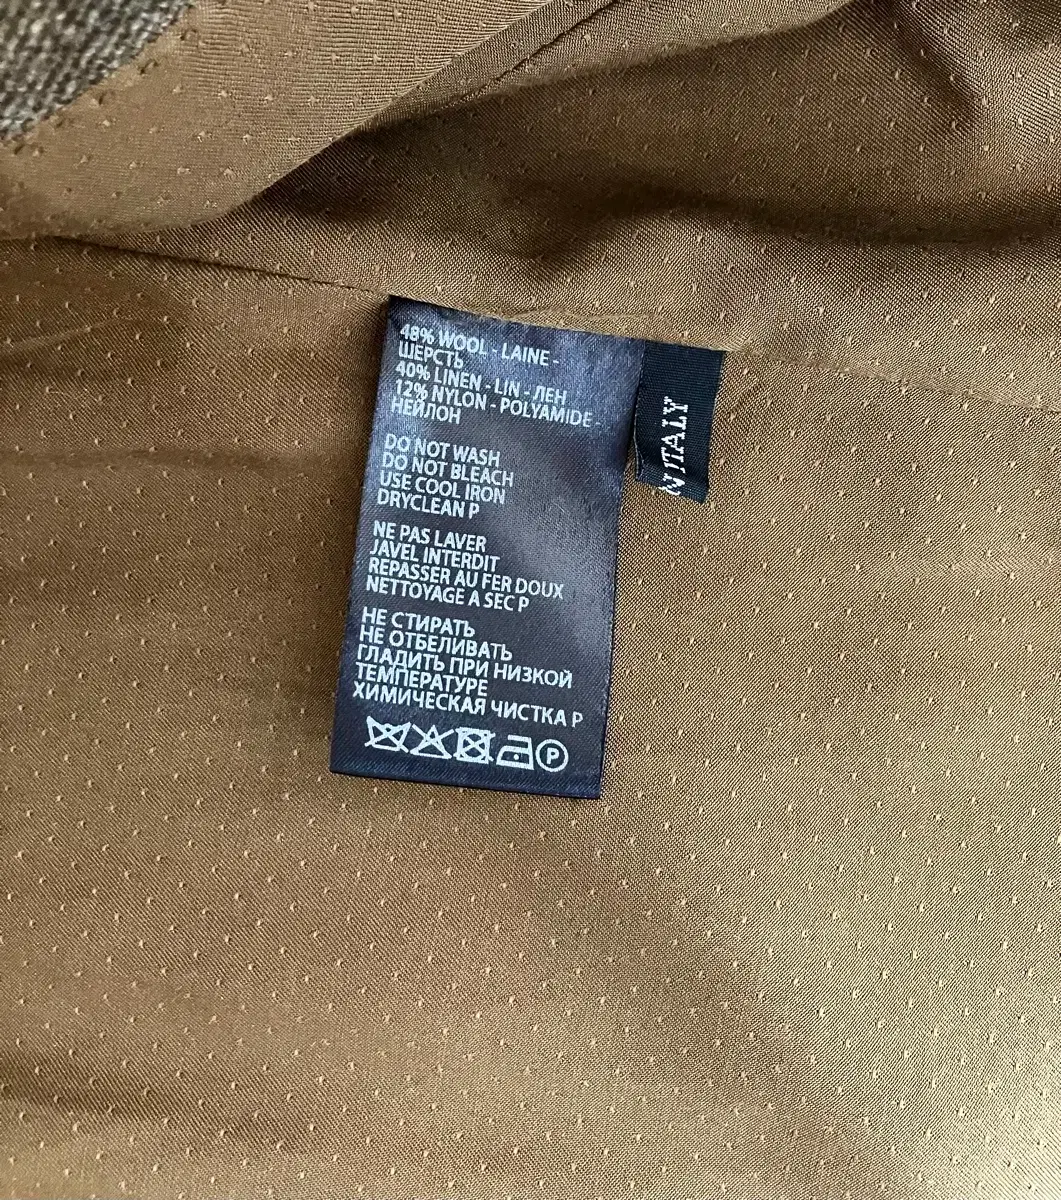 48% WOOL - LAINE -
ШЕРСТЬ
40% LINEN - LIN - ЛЕН
12% NYLON - POLYAMIDE -
НЕЙЛОН
DO NOT WASH
DO NOT BLEACH
USE COOL IRON
DRYCLEAN P
NE PAS LAVER
JAVEL INTERDIT
REPASSER AU FER DOUX
NETTOYAGE A SEC P
НЕ СТИРАТЬ
НЕ ОТБЕЛИВАТЬ
ГЛАДИТЬ ПРИ НИЗКОЙ
ТЕМПЕРАТУРЕ
ХИМИЧЕСКАЯ ЧИСТКА P
P
N ITALY